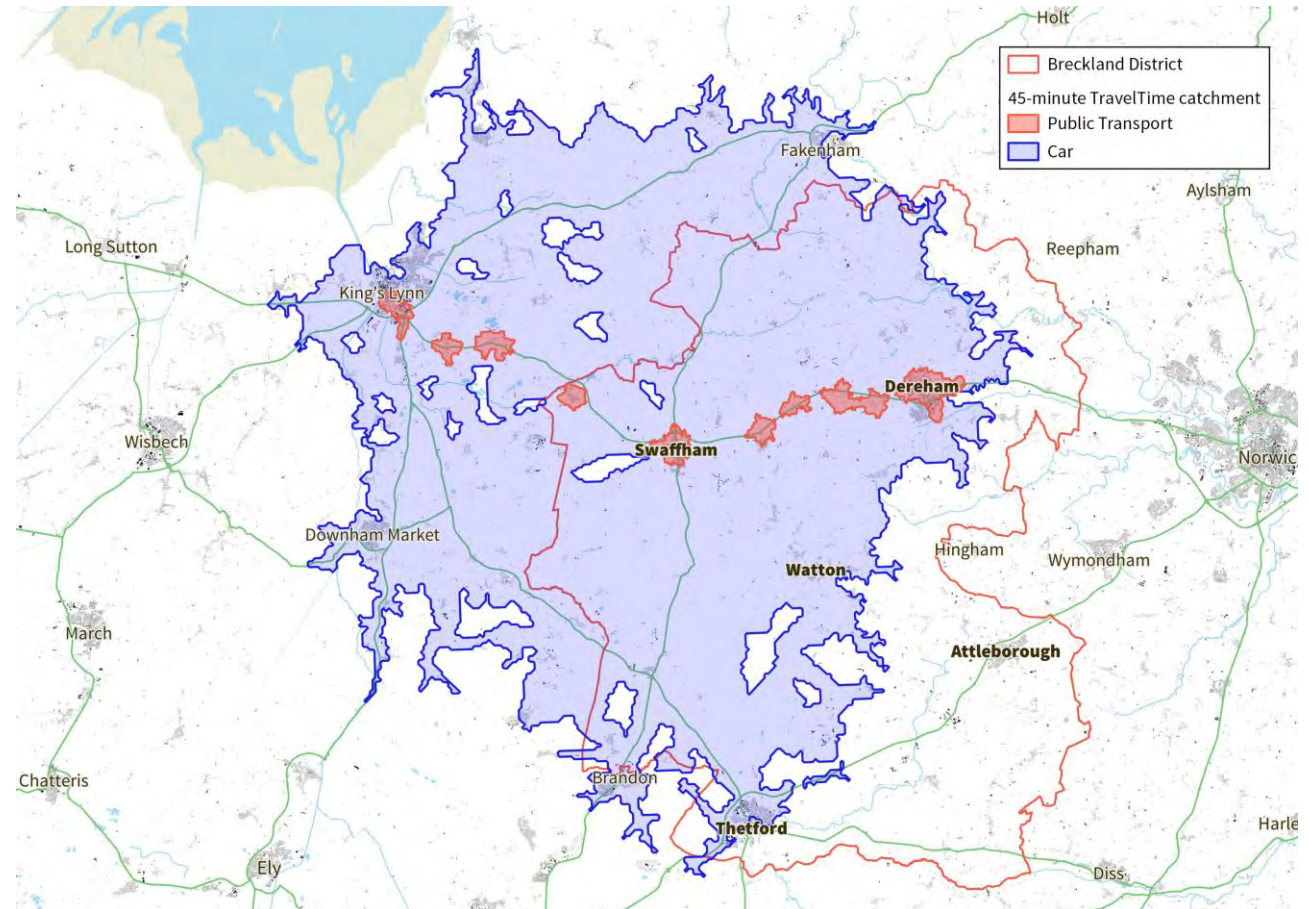 Holt
Breckland District
45-minute TravelTime catchment
Public Transport
Car
Fakenham
Aylsham
Long Sutton
Reepham
King's Lynn
Dereham
Wisbech
Swaffham
Norwic
Downham Market
Hingham
Wymondham
Watton
March
Attleborough
Chatteris
Brandon
Thetford
Harle
Ely
Diss